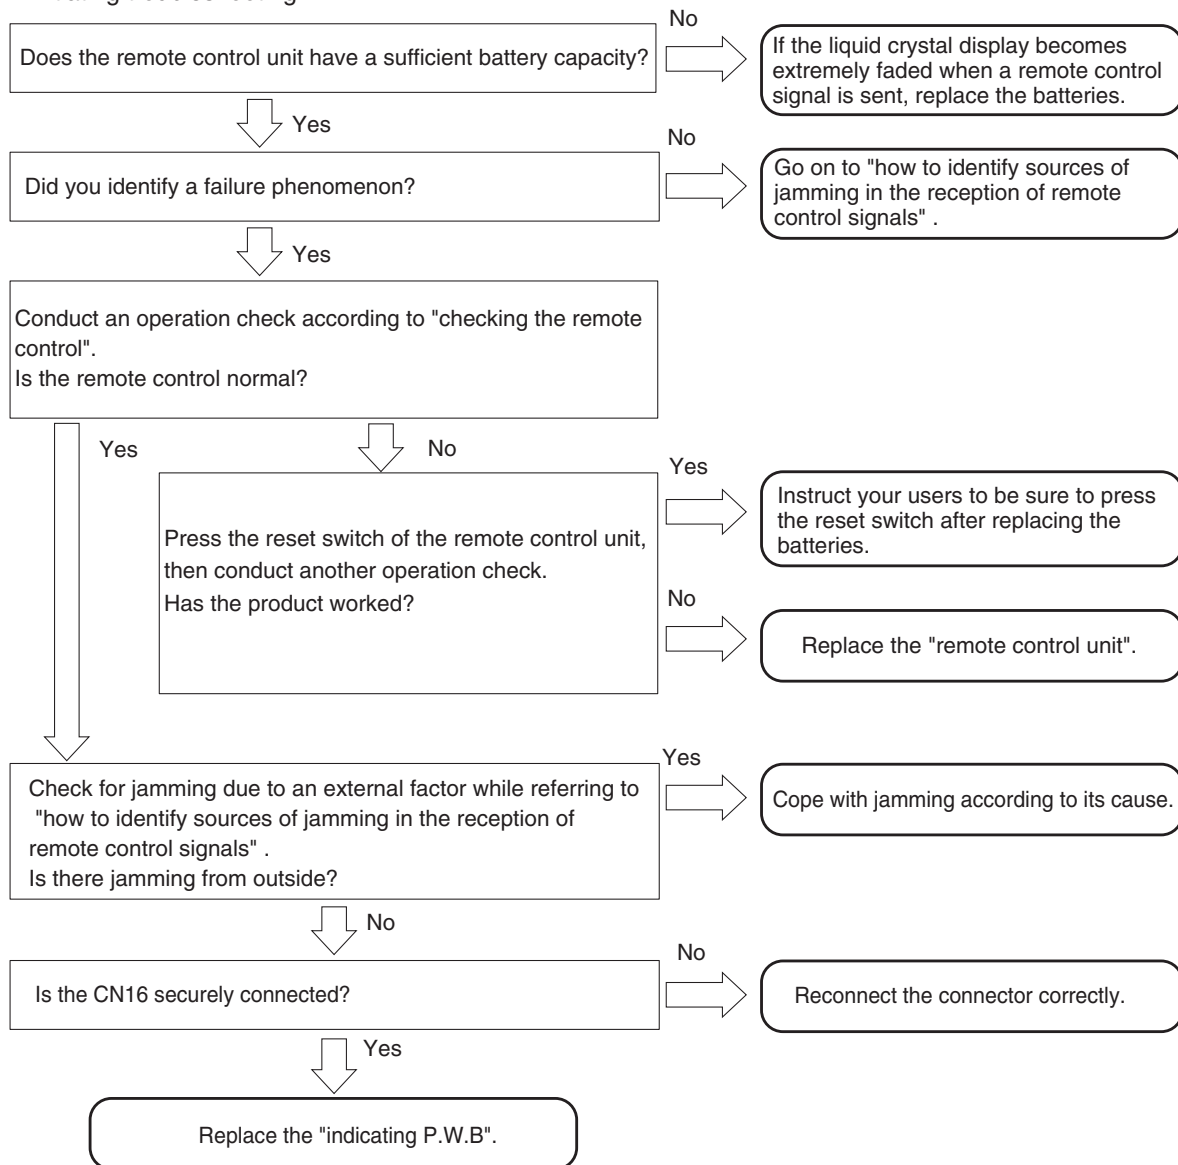 No
Does the remote control unit have a sufficient battery capacity?
If the liquid crystal display becomes
extremely faded when a remote control
signal is sent, replace the batteries.
Yes
No
Did you identify a failure phenomenon?
Go on to "how to identify sources of
jamming in the reception of remote
control signals" .
Yes
Conduct an operation check according to "checking the remote
control".
Is the remote control normal?
Yes
No
Yes
Press the reset switch of the remote control unit,
then conduct another operation check.
Has the product worked?
Instruct your users to be sure to press
the reset switch after replacing the
batteries.
No
Replace the "remote control unit".
Yes
Check for jamming due to an external factor while referring to
"how to identify sources of jamming in the reception of
remote control signals" .
Is there jamming from outside?
Cope with jamming according to its cause.
No
No
Is the CN16 securely connected?
Reconnect the connector correctly.
Yes
Replace the "indicating P.W.B".